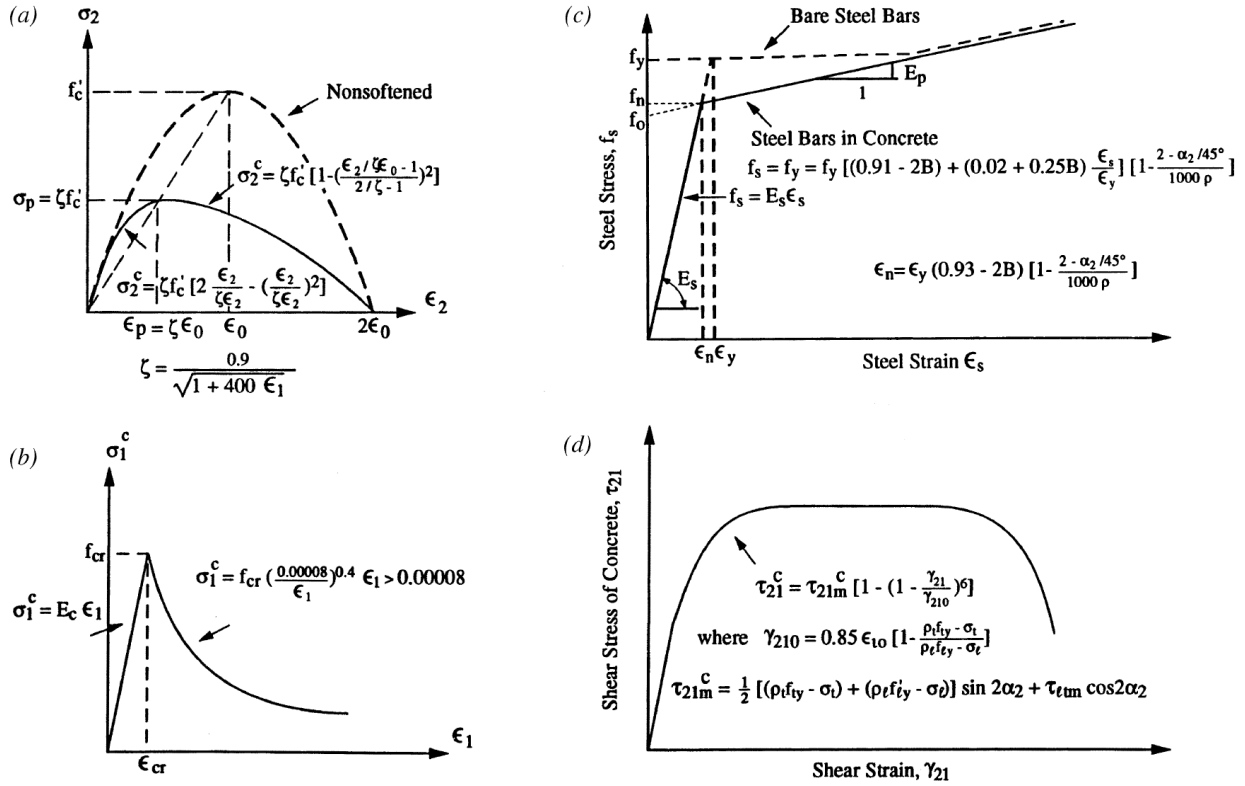 (a)
σ₂
f'c
Nonsoftened
σ₂ᶜ = ζf'c [1-(ϵ₂/ζϵ₀ - 1 / 2/ζ - 1)²]
σp = ζf'c
σ₂ᶜ = ζf'c [2 ϵ₂/ζϵ₂ - (ϵ₂/ζϵ₂)²]
ϵ₂
ϵp = ζϵ₀
ϵ₀
2ϵ₀
ζ = 0.9 / √(1 + 400 ϵ₁)
(b)
σ₁ᶜ
fcr
σ₁ᶜ = fcr (0.00008/ϵ₁)^0.4 ϵ₁ > 0.00008
σ₁ᶜ = Ec ϵ₁
ϵ₁
ϵcr
(c)
Bare Steel Bars
fy
Ep
1
fn
fo
Steel Bars in Concrete
fs = fy = fy [(0.91 - 2B) + (0.02 + 0.25B) ϵs/ϵy] [1- 2 - α₂/45° / 1000 ρ]
fs = Esϵs
ϵn = ϵy (0.93 - 2B) [1- 2 - α₂/45° / 1000 ρ]
Es
Steel Stress, fs
ϵnϵy
Steel Strain ϵs
(d)
Shear Stress of Concrete, τ₂₁
τ₂₁ᶜ = τ₂₁mᶜ [1 - (1 - γ₂₁/γ₂₁₀)⁶]
where γ₂₁₀ = 0.85 ϵ₁₀ [1- ρtfty - σt / ρℓfℓy - σℓ]
τ₂₁mᶜ = 1/2 [(ρtfty - σt) + (ρℓf'ℓy - σℓ)] sin 2α₂ + τℓtm cos2α₂
Shear Strain, γ₂₁